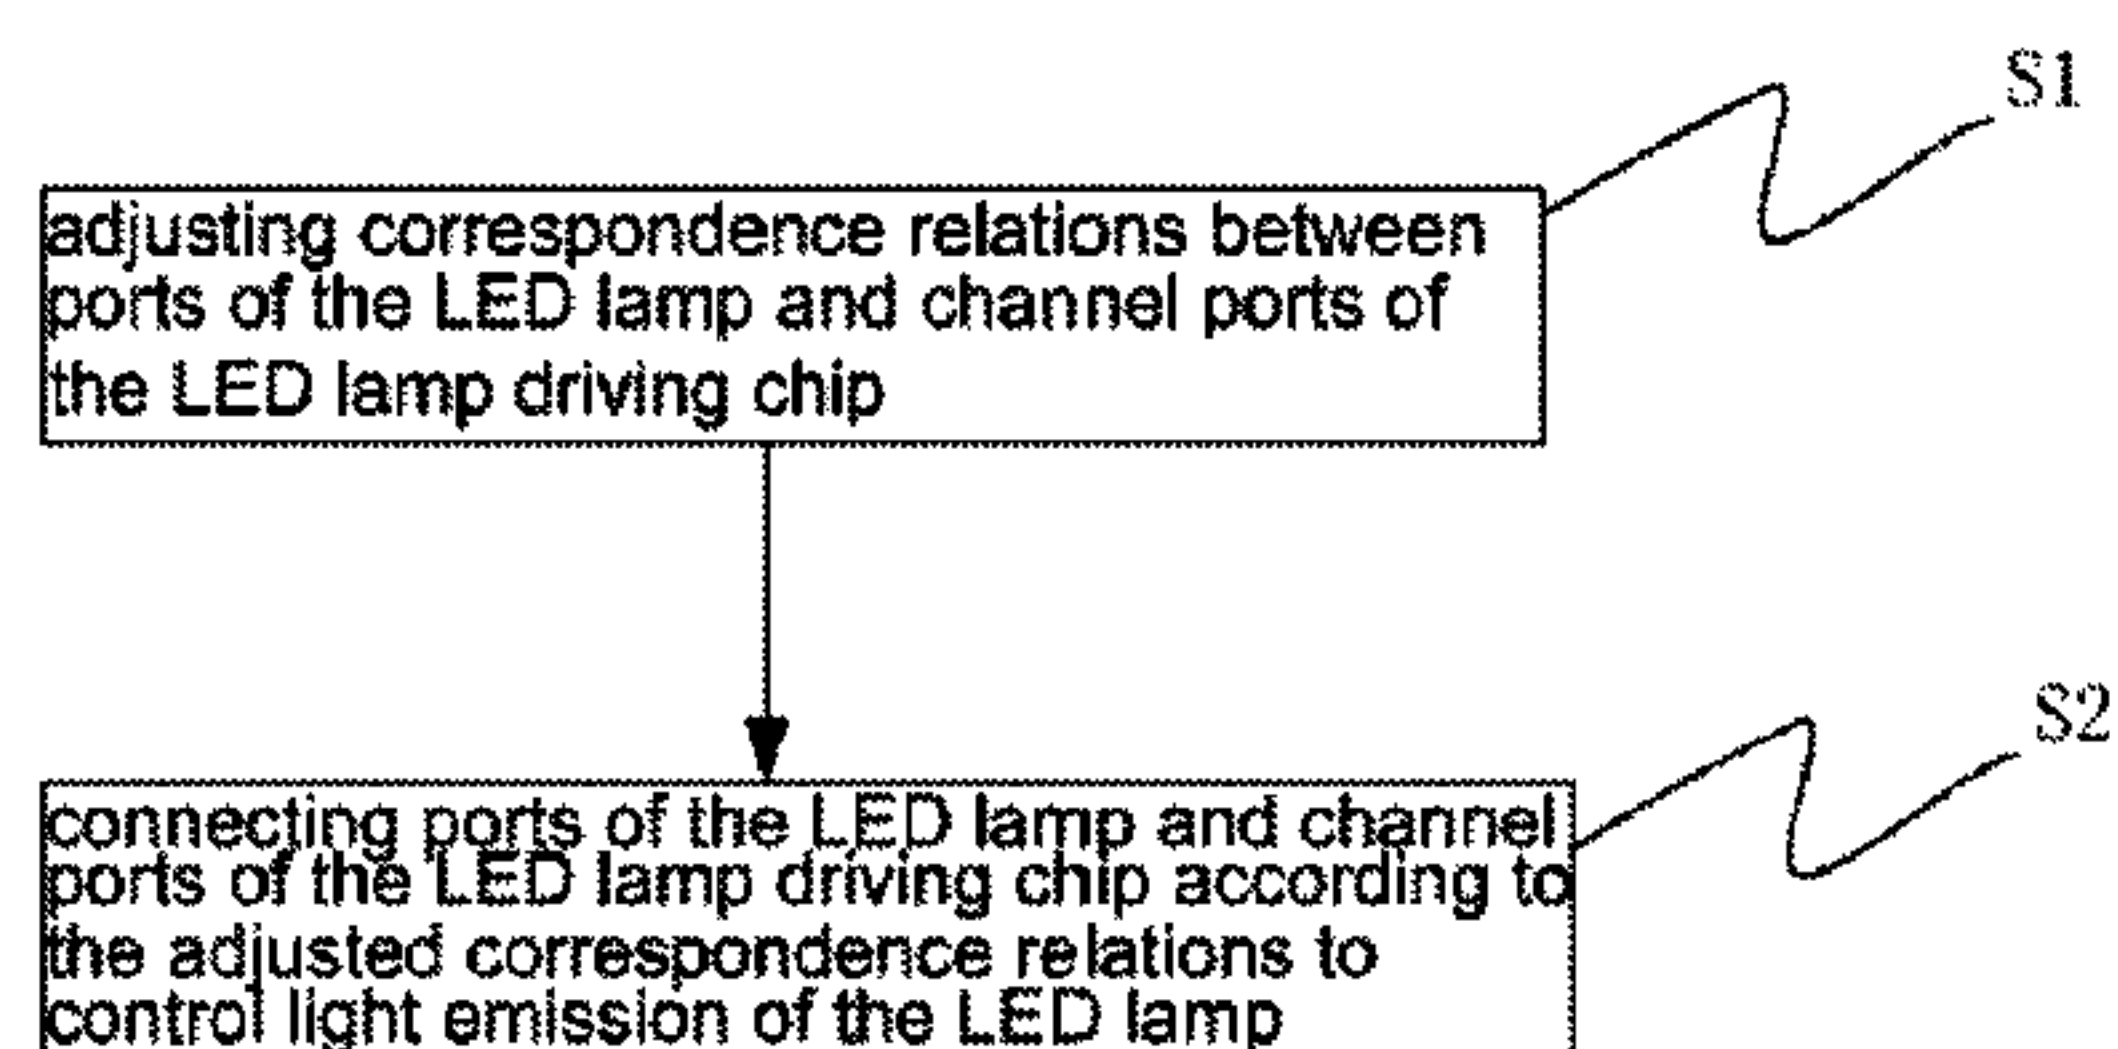 S1
adjusting correspondence relations between
ports of the LED lamp and channel ports of
the LED lamp driving chip
S2
connecting ports of the LED lamp and channel
ports of the LED lamp driving chip according to
the adjusted correspondence relations to
control light emission of the LED lamp